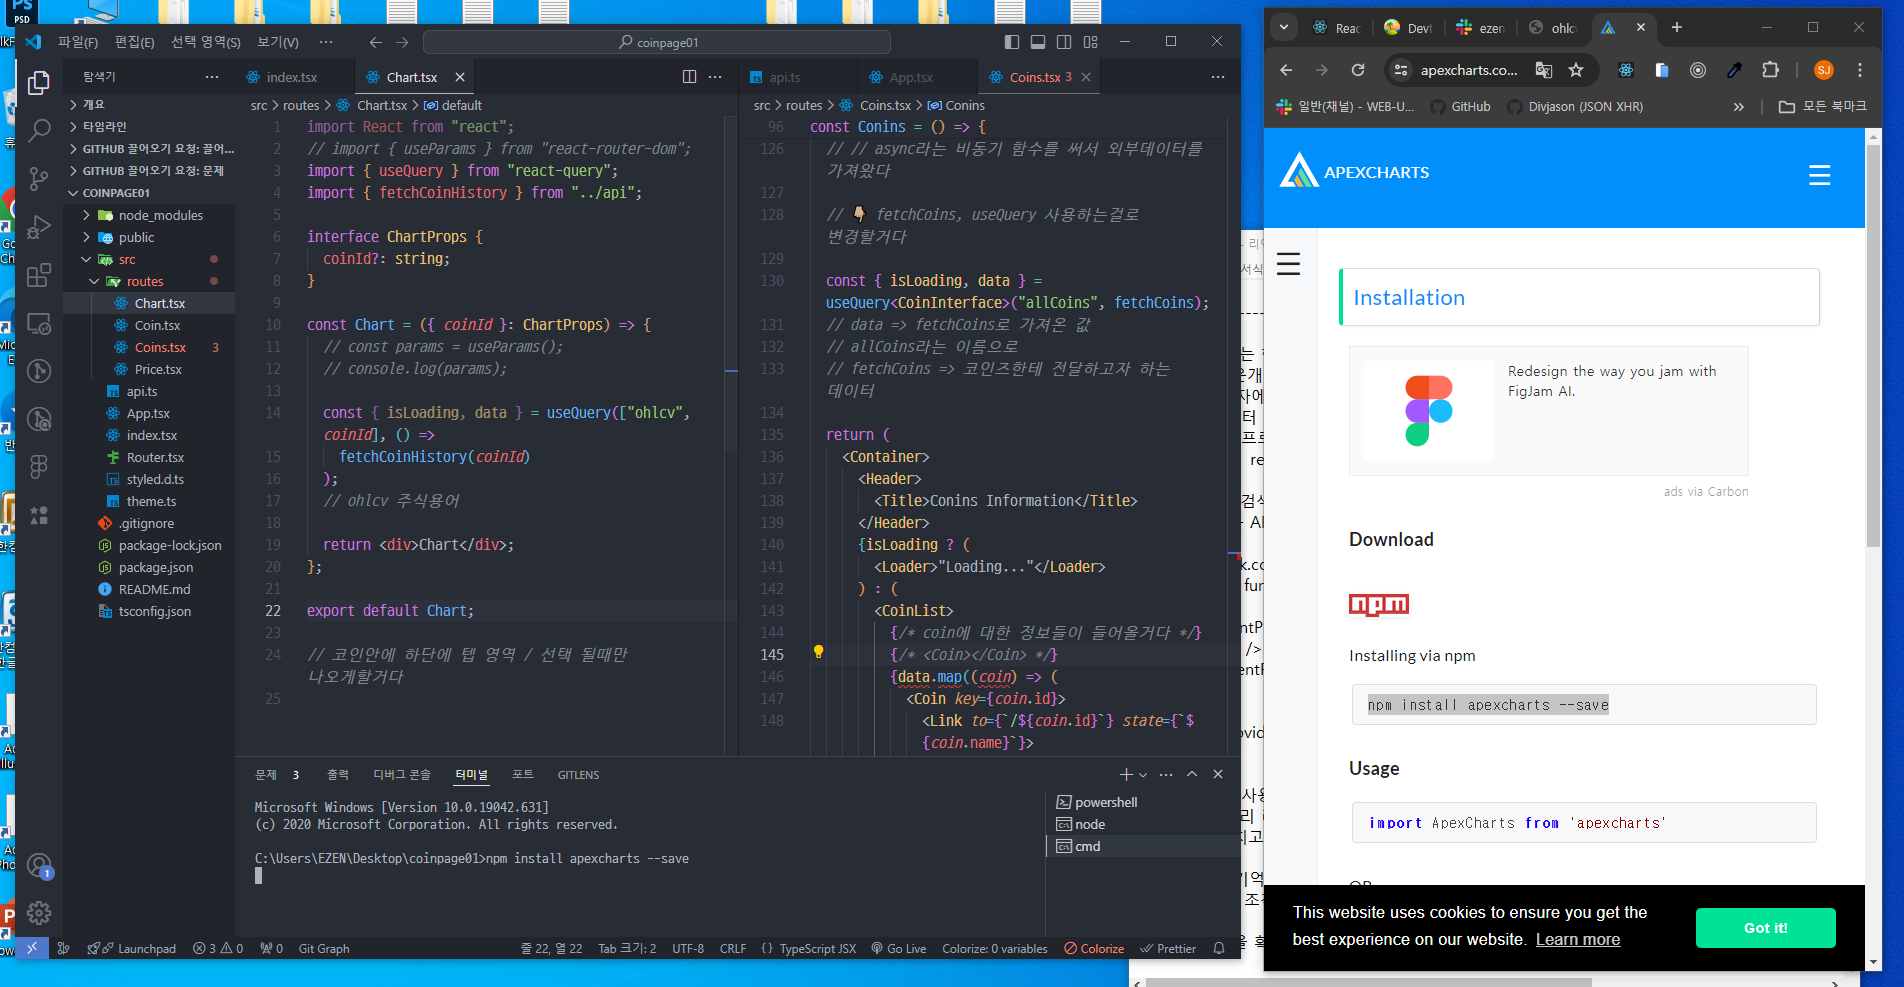 파일(F) 편집(E) 선택 영역(S) 보기(V) ··· coinpage01
탐색기
개요
타임라인
GITHUB 끌어오기 요청: 끌어...
GITHUB 끌어오기 요청: 문제
COINPAGE01
node_modules
public
src
routes
Chart.tsx
Coin.tsx
Coins.tsx 3
Price.tsx
api.ts
App.tsx
index.tsx
Router.tsx
styled.d.ts
theme.ts
.gitignore
package-lock.json
package.json
README.md
tsconfig.json
index.tsx Chart.tsx
src > routes > Chart.tsx > default
1 import React from "react";
2 // import { useParams } from "react-router-dom";
3 import { useQuery } from "react-query";
4 import { fetchCoinHistory } from "../api";
5
6 interface ChartProps {
7 coinId?: string;
8 }
9
10 const Chart = ({ coinId }: ChartProps) => {
11 // const params = useParams();
12 // console.log(params);
13
14 const { isLoading, data } = useQuery(["ohlcv",
coinId], () =>
15 fetchCoinHistory(coinId)
16 );
17 // ohlcv 주식용어
18
19 return <div>Chart</div>;
20 };
21
22 export default Chart;
23
24 // 코인안에 하단에 텝 영역 / 선택 될때만
나오게할거다
25
api.ts App.tsx Coins.tsx 3
src > routes > Coins.tsx > Conins
96 const Conins = () => {
126 // // async라는 비동기 함수를 써서 외부데이터를
가져왔다
127
128 // 👇🏼 fetchCoins, useQuery 사용하는걸로
변경할거다
129
130 const { isLoading, data } =
useQuery<CoinInterface>("allCoins", fetchCoins);
131 // data => fetchCoins로 가져온 값
132 // allCoins라는 이름으로
133 // fetchCoins => 코인즈한테 전달하고자 하는
데이터
134
135 return (
136 <Container>
137 <Header>
138 <Title>Conins Information</Title>
139 </Header>
140 {isLoading ? (
141 <Loader>"Loading..."</Loader>
142 ) : (
143 <CoinList>
144 {/* coin에 대한 정보들이 들어올거다 */}
145 {/* <Coin></Coin> */}
146 {data.map((coin) => (
147 <Coin key={coin.id}>
148 <Link to={`/${coin.id}`} state={`$
{coin.name}`}>
문제 3 출력 디버그 콘솔 터미널 포트 GITLENS
Microsoft Windows [Version 10.0.19042.631]
(c) 2020 Microsoft Corporation. All rights reserved.
C:\Users\EZEN\Desktop\coinpage01>npm install apexcharts --save
powershell
node
cmd
Launchpad 3 0 0 Git Graph 줄 22, 열 22 Tab 크기: 2 UTF-8 CRLF {} TypeScript JSX Go Live Colorize: 0 variables Colorize Prettier
Reac Devt ezen ohlc
apexcharts.co... SJ
일반(채널) - WEB-U... GitHub Divjason (JSON XHR) » 모든 북마크
APEXCHARTS
Installation
Redesign the way you jam with
FigJam AI.
ads via Carbon
Download
npm
Installing via npm
npm install apexcharts --save
Usage
import ApexCharts from 'apexcharts'
This website uses cookies to ensure you get the
best experience on our website. Learn more
Got it!